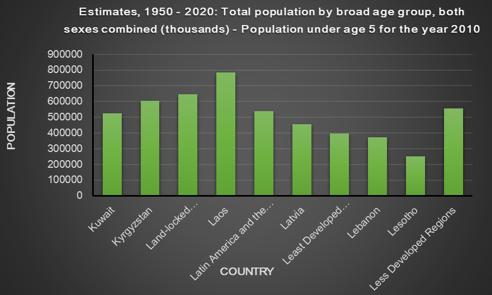 Estimates, 1950 - 2020: Total population by broad age group, both
sexes combined (thousands) - Population under age 5 for the year 2010
POPULATION
900000
800000
700000
600000
500000
400000
300000
200000
100000
0
Kuwait
Kyrgyzstan
Land-locked...
Laos
Latin America and the...
Latvia
Least Developed...
Lebanon
Lesotho
Less Developed Regions
COUNTRY